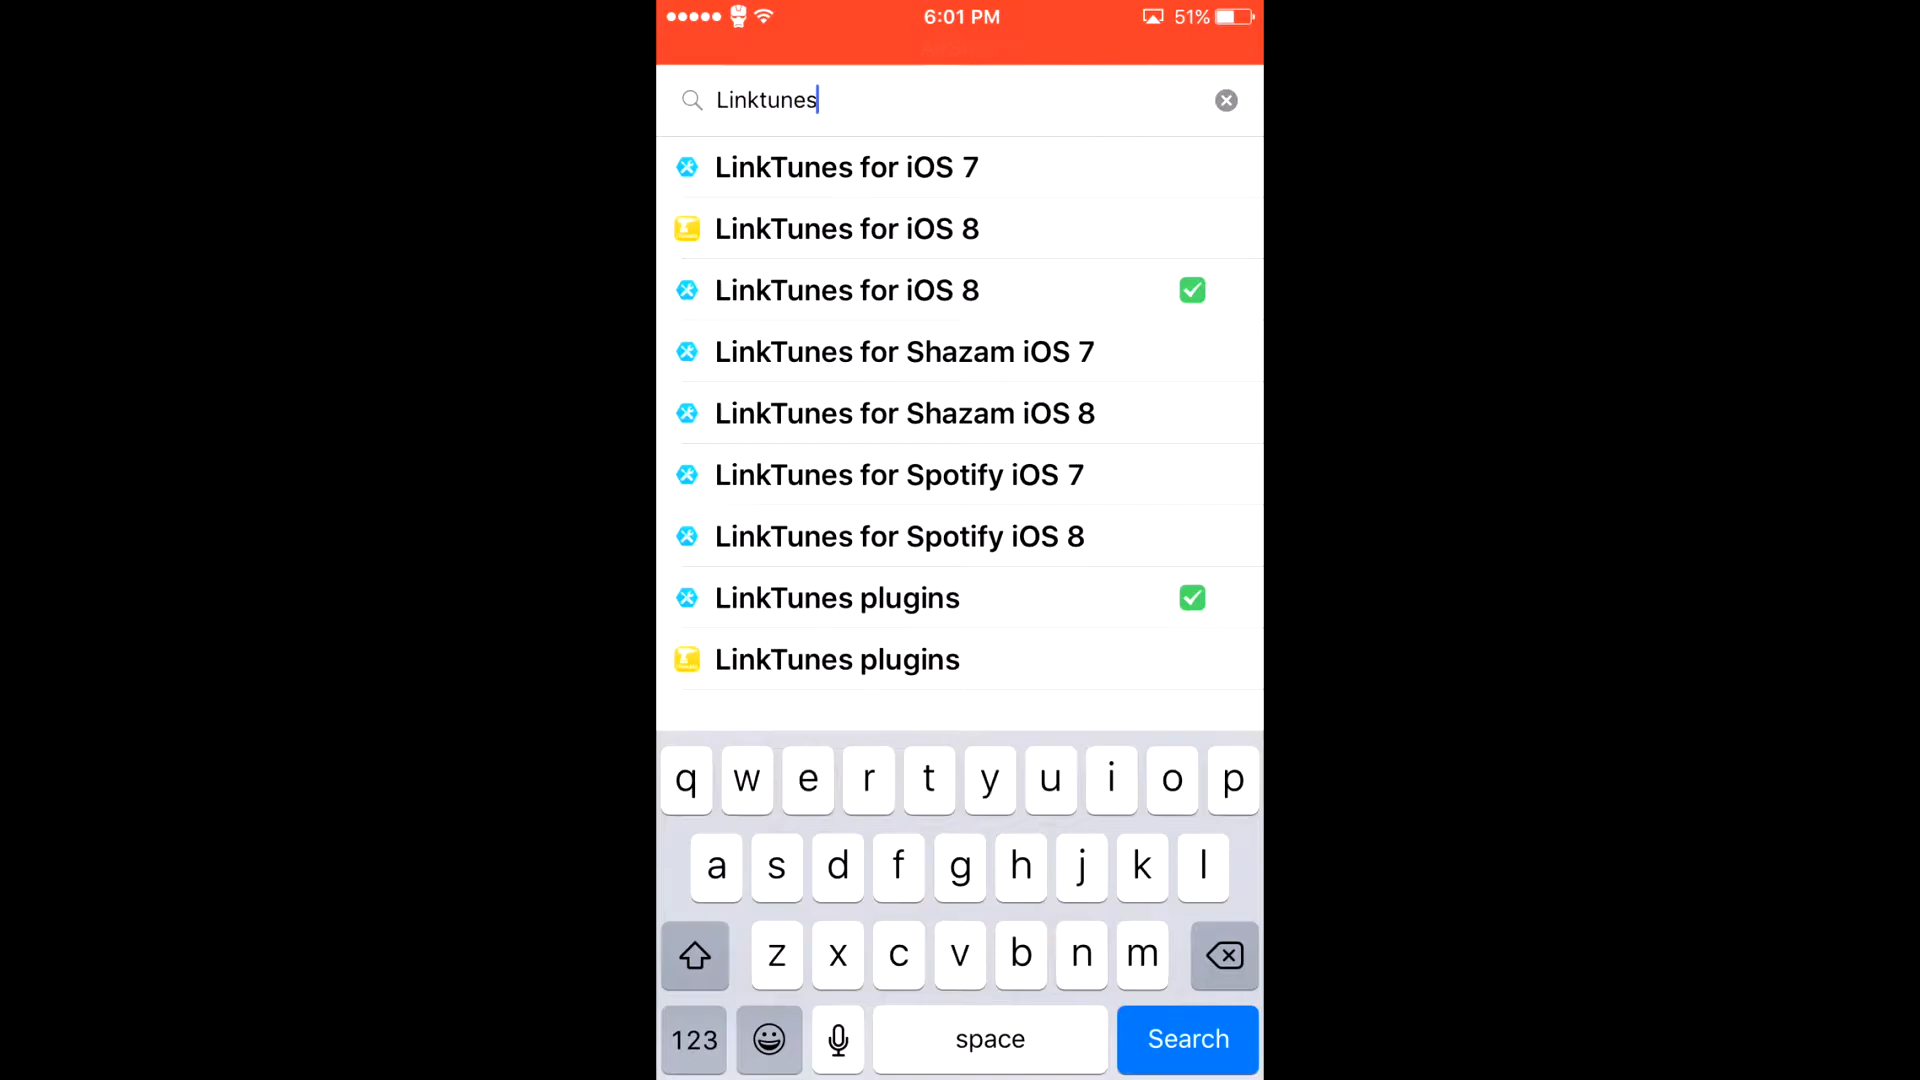 6:01 PM 51%
Linktunes
LinkTunes for iOS 7
LinkTunes for iOS 8
LinkTunes for iOS 8
LinkTunes for Shazam iOS 7
LinkTunes for Shazam iOS 8
LinkTunes for Spotify iOS 7
LinkTunes for Spotify iOS 8
LinkTunes plugins
LinkTunes plugins
q w e r t y u i o p
a s d f g h j k l
z x c v b n m
123 space Search